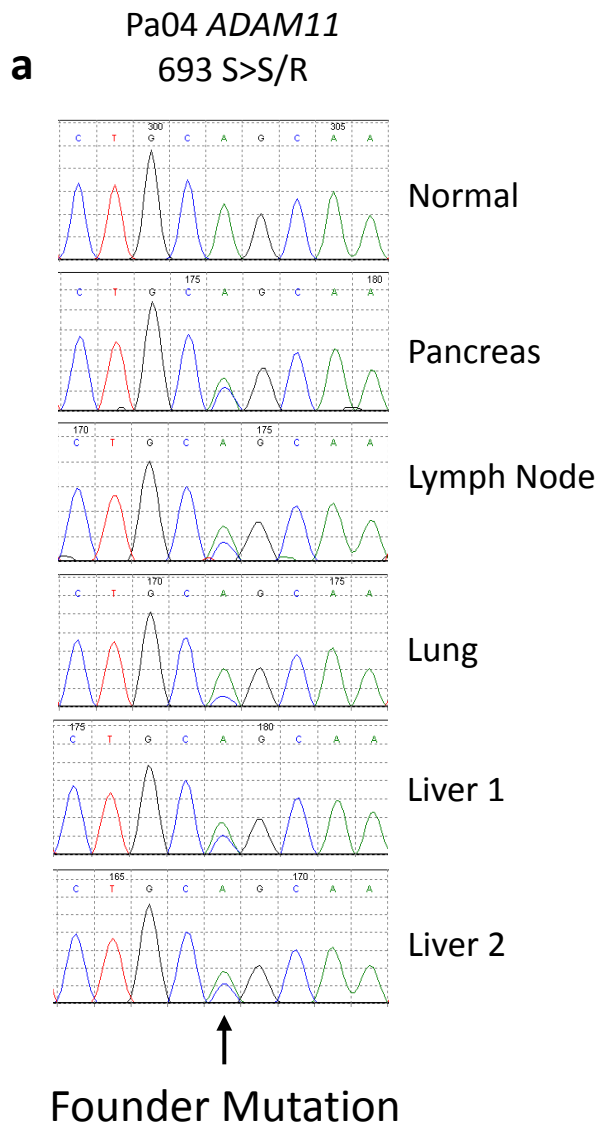 Pa04 ADAM11
a
693 S>S/R
300 305
C T G C A G C A A
Normal
175 180
C T G C A G C A A
Pancreas
170 175
C T G C A G C A A
Lymph Node
170 175
C T G C A G C A A
Lung
175 180
C T G C A G C A A
Liver 1
165 170
C T G C A G C A A
Liver 2
Founder Mutation